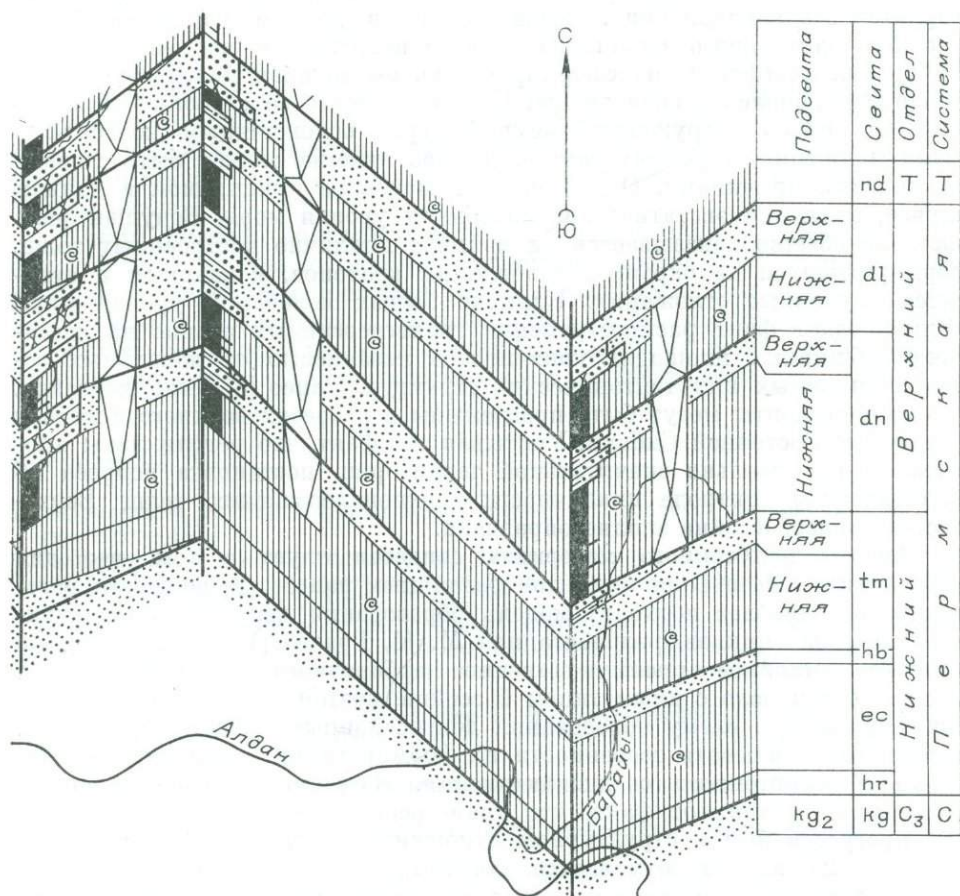 С
Ю
Алдан
Барайы
Подсвита
Свита
Отдел
Система
nd Т Т
Верх-
няя
Ниж-
няя
dl
Верх-
няя
Нижняя
dn
Верхний
Верх-
няя
Ниж-
няя
tm
hb
ec
hr
Нижний
Пермская
kg₂ kg С₃ С